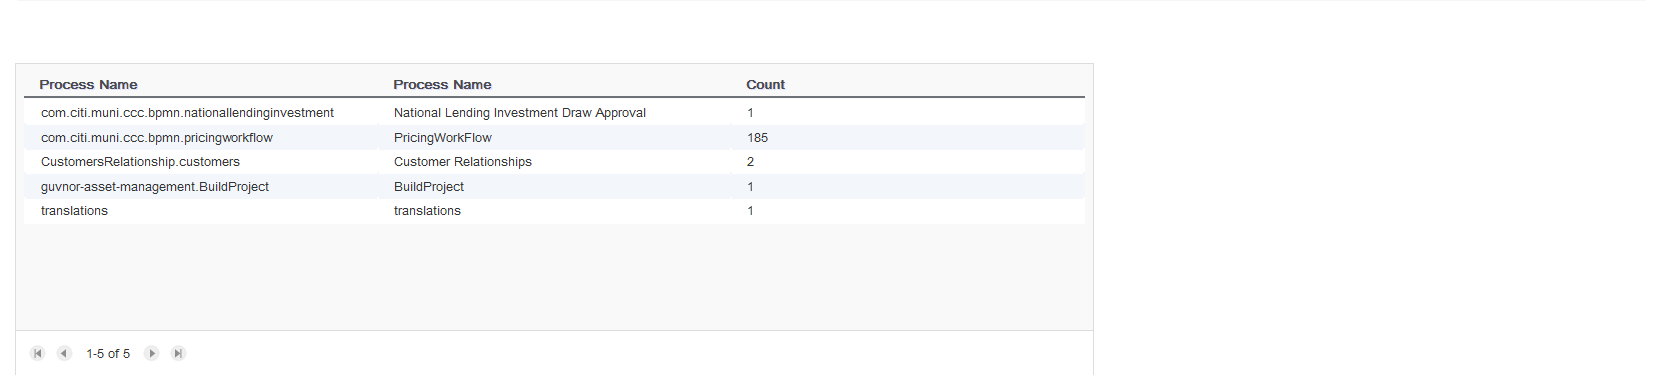 Process Name Process Name Count
com.citi.muni.ccc.bpmn.nationallendinginvestment National Lending Investment Draw Approval 1
com.citi.muni.ccc.bpmn.pricingworkflow PricingWorkFlow 185
CustomersRelationship.customers Customer Relationships 2
guvnor-asset-management.BuildProject BuildProject 1
translations translations 1
1-5 of 5